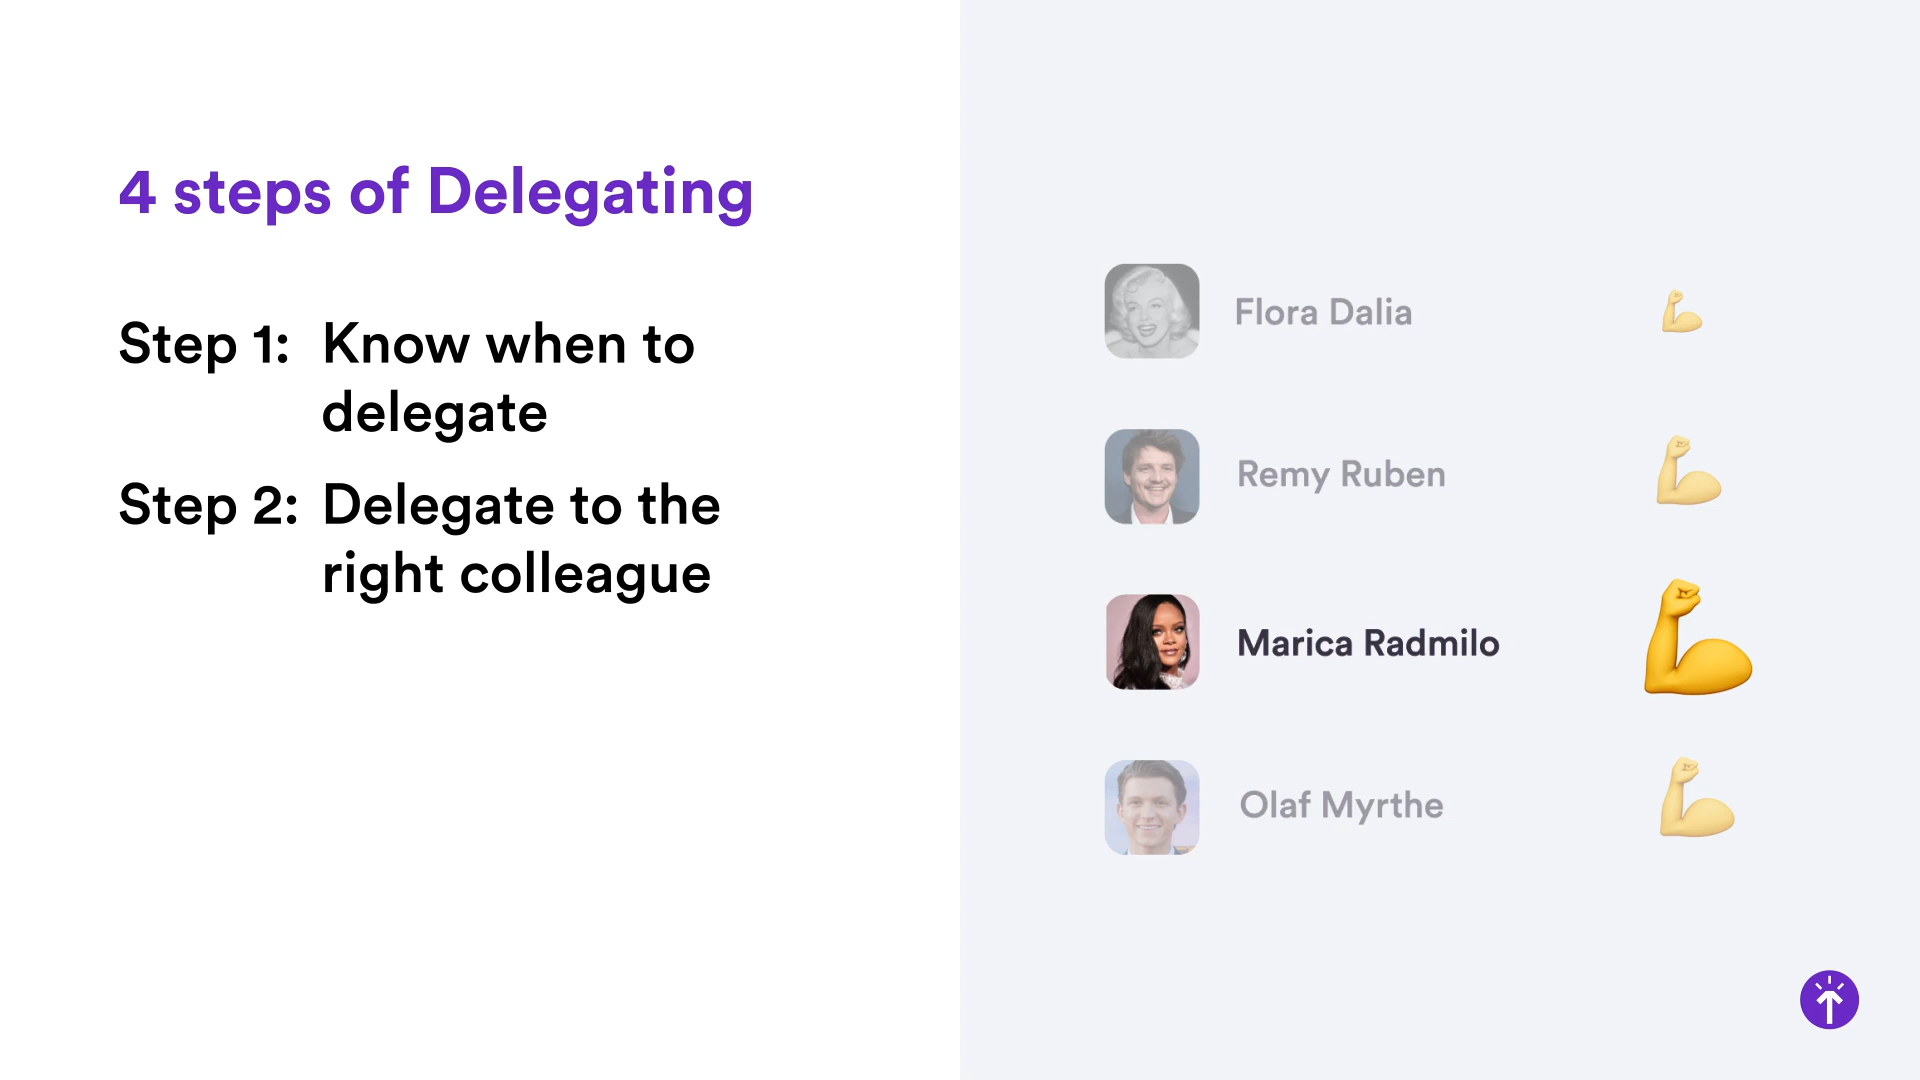 4 steps of Delegating
Step 1: Know when to
delegate
Step 2: Delegate to the
right colleague
Flora Dalia
Remy Ruben
Marica Radmilo
Olaf Myrthe